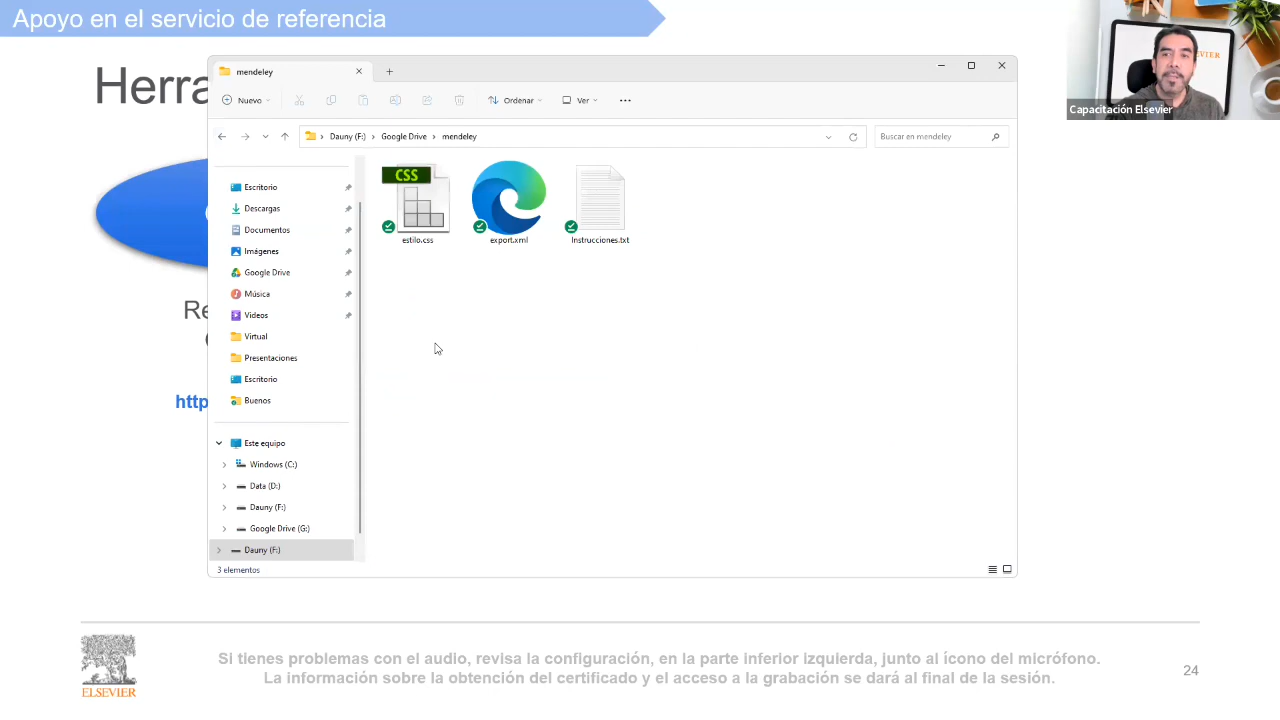 Apoyo en el servicio de referencia
Herra
Re
http
mendeley
Nuevo
Ordenar
Ver
Dauny (F:) > Google Drive > mendeley
Buscar en mendeley
Escritorio
Descargas
Documentos
Imágenes
Google Drive
Música
Videos
Virtual
Presentaciones
Escritorio
Buenos
Este equipo
Windows (C:)
Data (D:)
Dauny (F:)
Google Drive (G:)
Dauny (F:)
3 elementos
CSS
estilo.css
export.xml
Instrucciones.txt
Capacitación Elsevier
ELSEVIER
Si tienes problemas con el audio, revisa la configuración, en la parte inferior izquierda, junto al ícono del micrófono.
La información sobre la obtención del certificado y el acceso a la grabación se dará al final de la sesión.
24